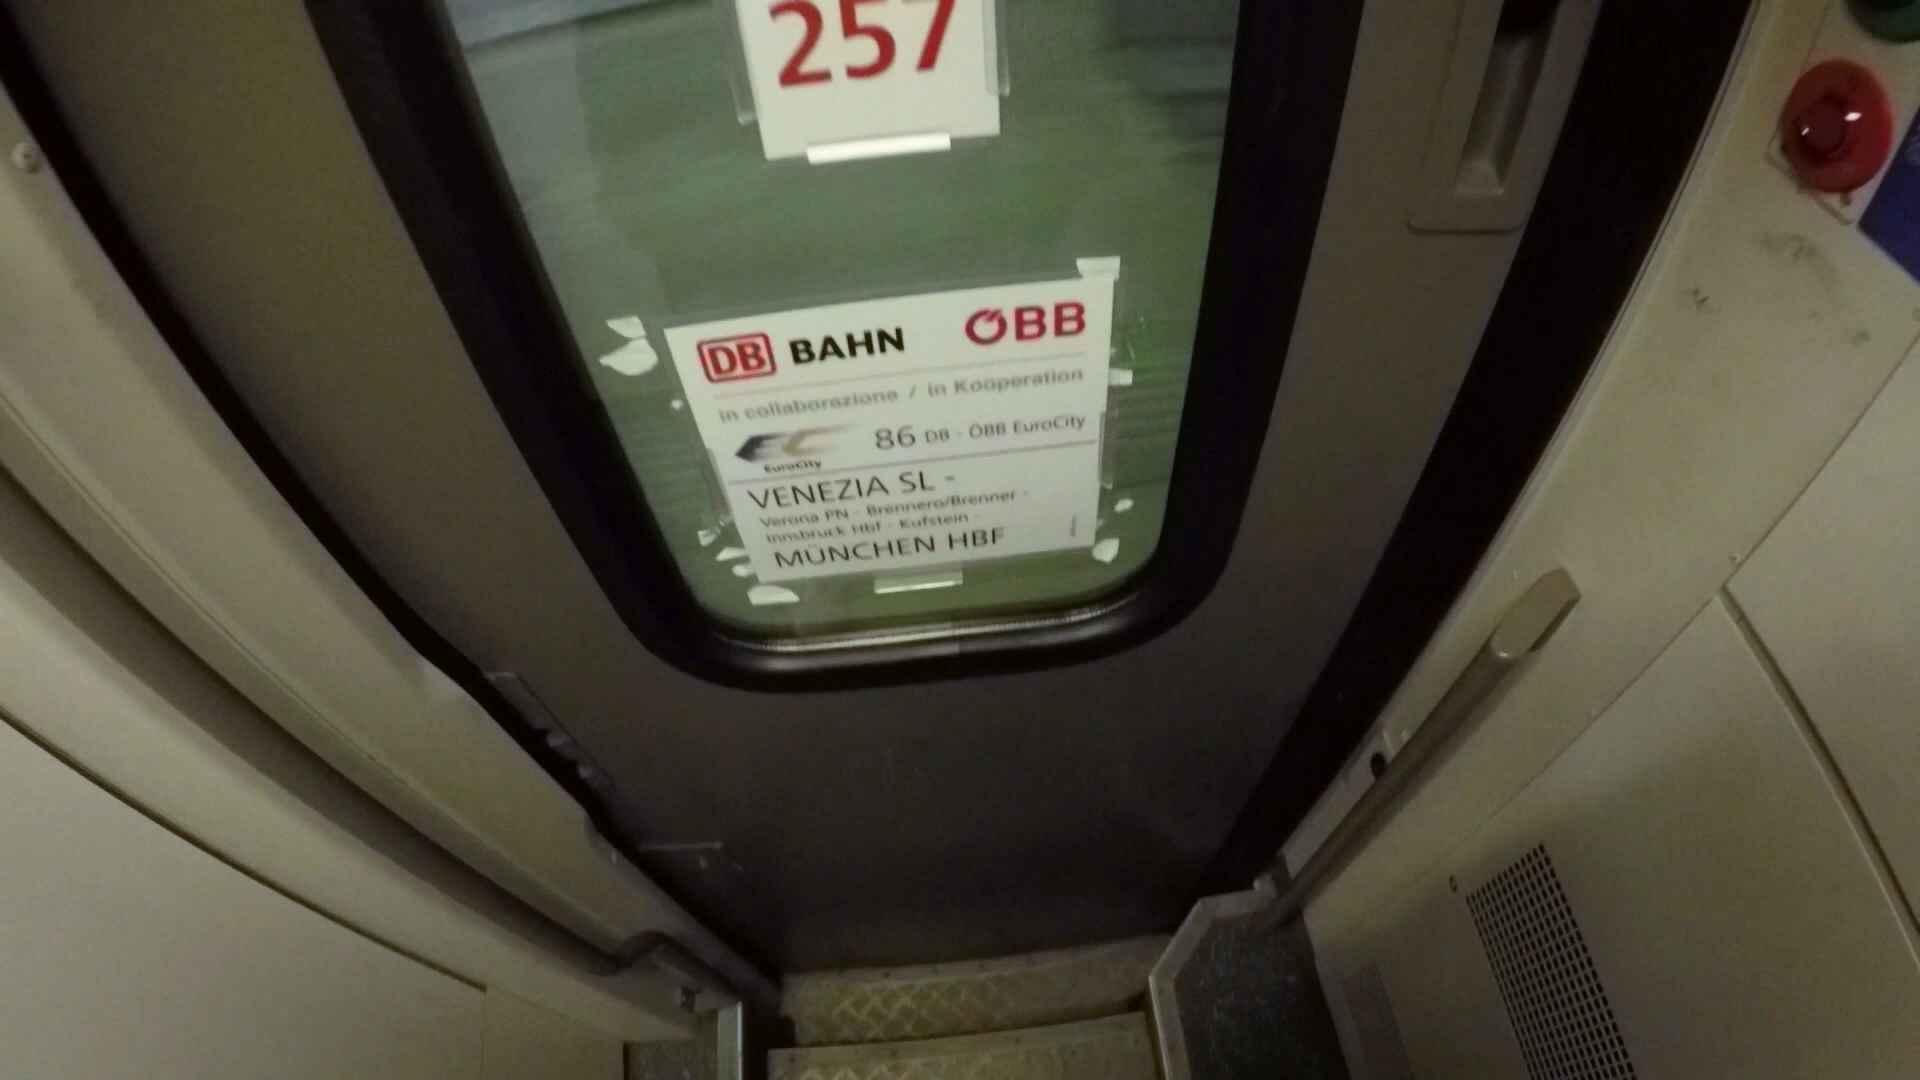 257
DB BAHN ÖBB
in collaborazione / in Kooperation
EC EuroCity 86 DB - ÖBB EuroCity
VENEZIA SL -
Verona PN - Brennero/Brenner -
Innsbruck Hbf - Kufstein -
MÜNCHEN HBF